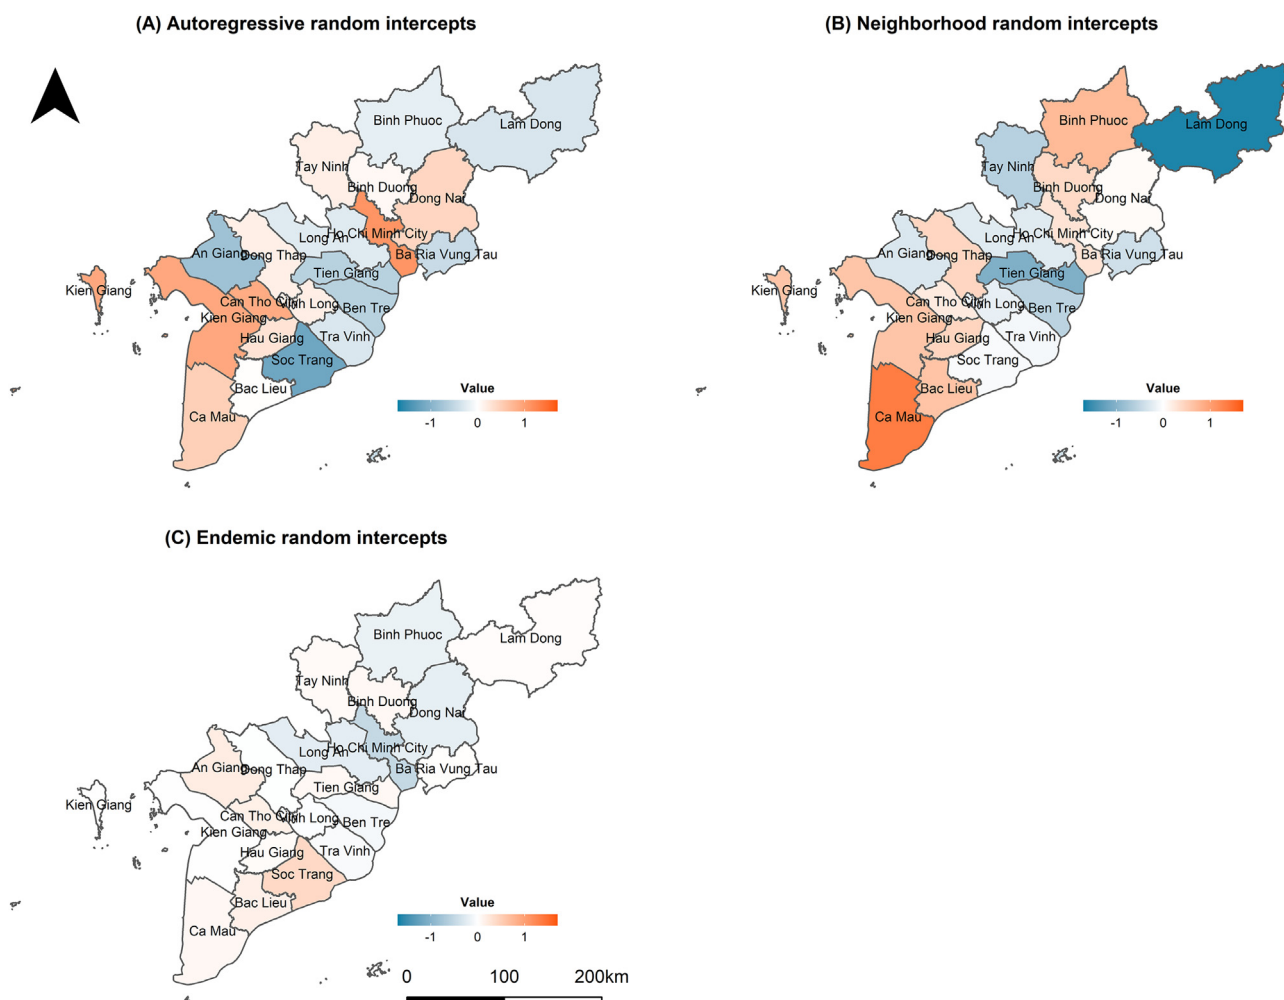 (A) Autoregressive random intercepts
Binh Phuoc
Lam Dong
Tay Ninh
Binh Duong
Dong Nai
Ho Chi Minh City
Long An
An Giang
Dong Thap
Ba Ria Vung Tau
Tien Giang
Kien Giang
Can Tho City
Vinh Long
Ben Tre
Kien Giang
Hau Giang
Tra Vinh
Soc Trang
Bac Lieu
Ca Mau
Value
-1 0 1
(B) Neighborhood random intercepts
Binh Phuoc
Lam Dong
Tay Ninh
Binh Duong
Dong Nai
Ho Chi Minh City
Long An
An Giang
Dong Thap
Ba Ria Vung Tau
Tien Giang
Kien Giang
Can Tho City
Vinh Long
Ben Tre
Kien Giang
Hau Giang
Tra Vinh
Soc Trang
Bac Lieu
Ca Mau
Value
-1 0 1
(C) Endemic random intercepts
Binh Phuoc
Lam Dong
Tay Ninh
Binh Duong
Dong Nai
Ho Chi Minh City
Long An
An Giang
Dong Thap
Ba Ria Vung Tau
Tien Giang
Kien Giang
Can Tho City
Vinh Long
Ben Tre
Kien Giang
Hau Giang
Tra Vinh
Soc Trang
Bac Lieu
Ca Mau
Value
-1 0 1
0 100 200km